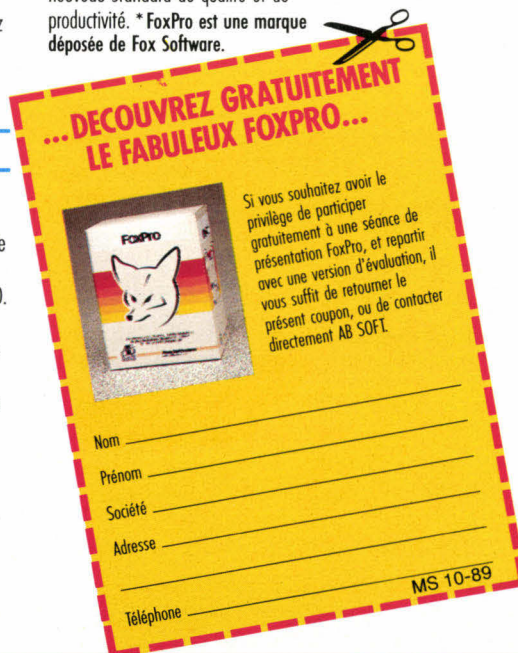 z
productivité. * FoxPro est une marque
déposée de Fox Software.
...DECOUVREZ GRATUITEMENT
LE FABULEUX FOXPRO...
e
).
FoxPro
Si vous souhaitez avoir le
privilège de participer
gratuitement à une séance de
présentation FoxPro, et repartir
avec une version d'évaluation, il
vous suffit de retourner le
présent coupon, ou de contacter
directement AB SOFT.
Nom
Prénom
Société
Adresse
Téléphone
MS 10-89